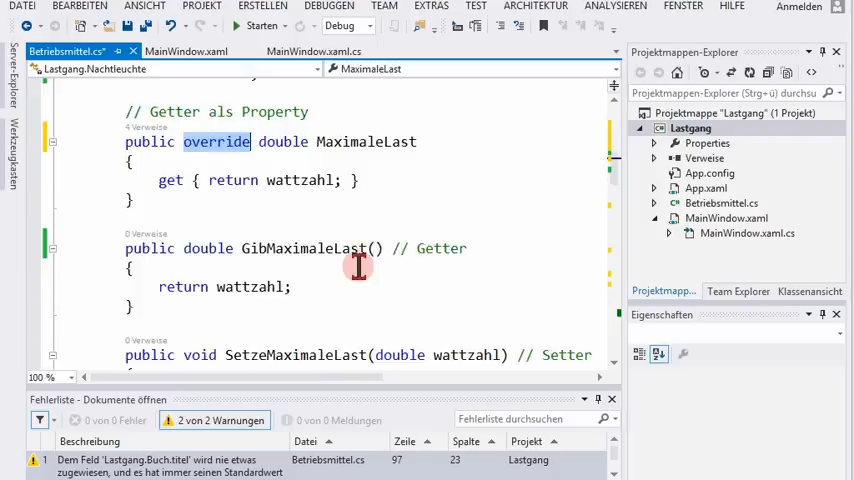 DATEI BEARBEITEN ANSICHT PROJEKT ERSTELLEN DEBUGGEN TEAM EXTRAS TEST ARCHITEKTUR ANALYSIEREN FENSTER HILFE Anmelden
Starten Debug
Betriebsmittel.cs* MainWindow.xaml MainWindow.xaml.cs
Lastgang.Nachtleuchte MaximaleLast
Server-Explorer
Werkzeugkasten
// Getter als Property
4 Verweise
public override double MaximaleLast
{
get { return wattzahl; }
}
0 Verweise
public double GibMaximaleLast() // Getter
{
return wattzahl;
}
public void SetzeMaximaleLast(double wattzahl) // Setter
100 %
Projektmappen-Explorer
Projektmappen-Explorer durchsu
Projektmappe "Lastgang" (1 Projekt)
Lastgang
Properties
Verweise
App.config
App.xaml
Betriebsmittel.cs
MainWindow.xaml
MainWindow.xaml.cs
Projektmapp... Team Explorer Klassenansicht
Eigenschaften
Fehlerliste - Dokumente öffnen
0 von 0 Fehler 2 von 2 Warnungen 0 von 0 Meldungen Fehlerliste durchsuchen
Beschreibung Datei Zeile Spalte Projekt
1 Dem Feld 'Lastgang.Buch.titel' wird nie etwas Betriebsmittel.cs 97 23 Lastgang
zugewiesen, und es hat immer seinen Standardwert